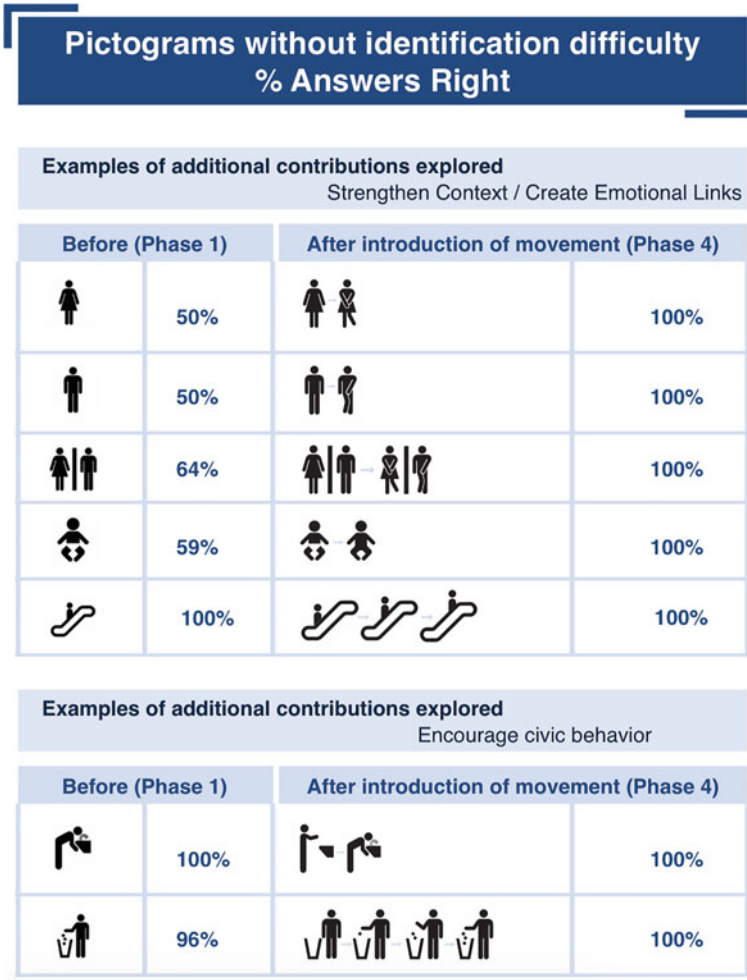 Pictograms without identification difficulty
% Answers Right
Examples of additional contributions explored
Strengthen Context / Create Emotional Links
Before (Phase 1) After introduction of movement (Phase 4)
50% 100%
50% 100%
64% 100%
59% 100%
100% 100%
Examples of additional contributions explored
Encourage civic behavior
Before (Phase 1) After introduction of movement (Phase 4)
100% 100%
96% 100%